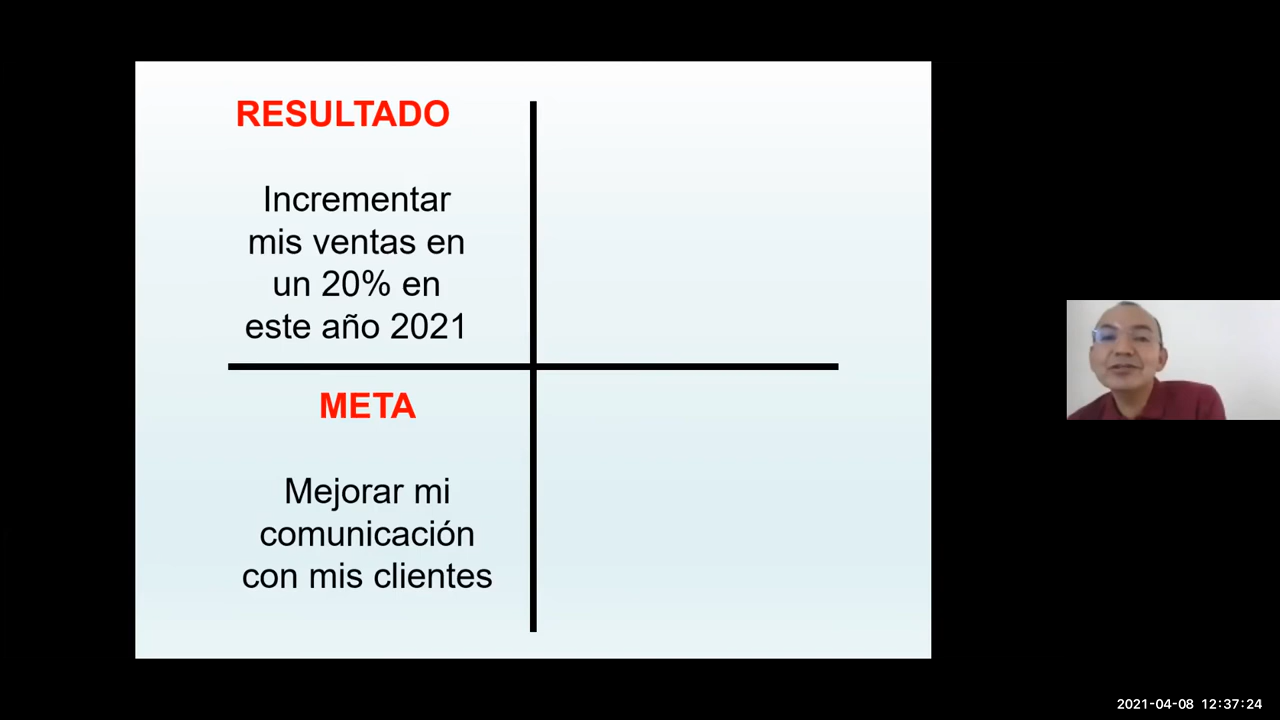 RESULTADO
Incrementar
mis ventas en
un 20% en
este año 2021
META
Mejorar mi
comunicación
con mis clientes
2021-04-08 12:37:24